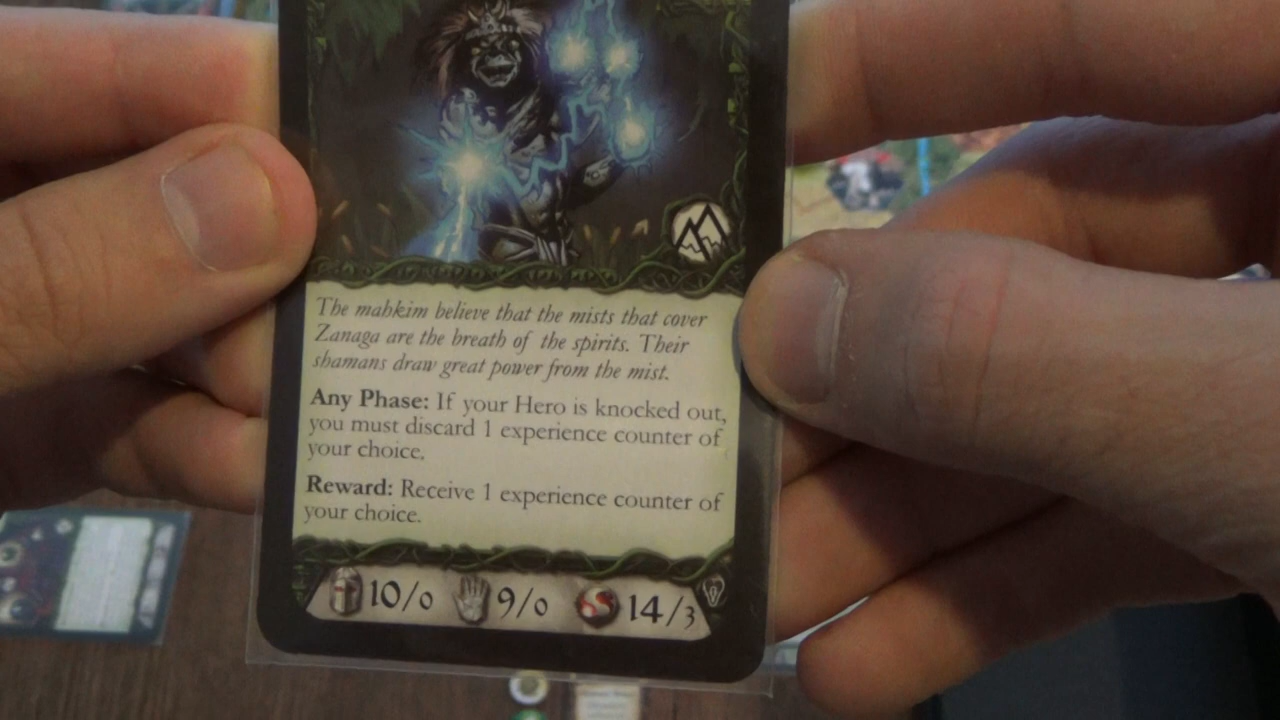 The mahkim believe that the mists that cover
Zanaga are the breath of the spirits. Their
shamans draw great power from the mist.
Any Phase: If your Hero is knocked out,
you must discard 1 experience counter of
your choice.
Reward: Receive 1 experience counter of
your choice.
10/0 9/0 14/3